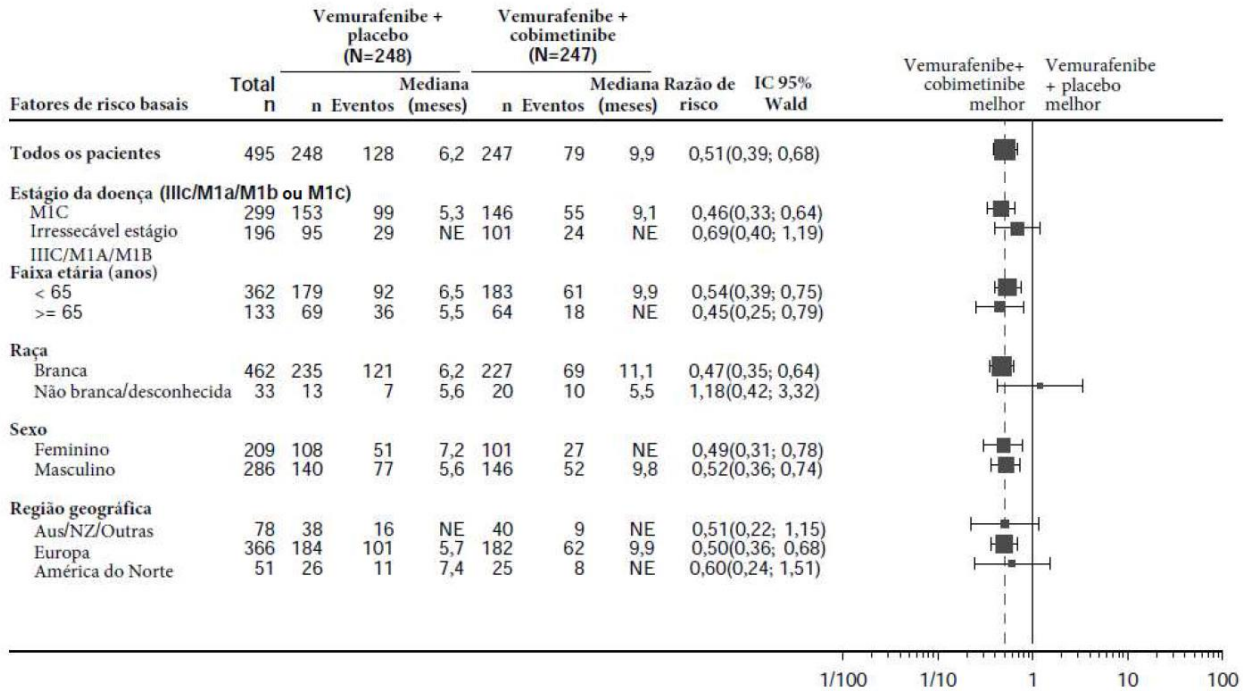 Vemurafenibe + Vemurafenibe +
placebo cobimetinibe
(N=248) (N=247)
Vemurafenibe+ Vemurafenibe
cobimetinibe + placebo
melhor melhor
Total Mediana Mediana Razão de IC 95%
Fatores de risco basais n n Eventos (meses) n Eventos (meses) risco Wald
Todos os pacientes 495 248 128 6,2 247 79 9,9 0,51(0,39; 0,68)
Estágio da doença (IIIc/M1a/M1b ou M1c)
M1C 299 153 99 5,3 146 55 9,1 0,46(0,33; 0,64)
Irressecável estágio 196 95 29 NE 101 24 NE 0,69(0,40; 1,19)
IIIC/M1A/M1B
Faixa etária (anos)
< 65 362 179 92 6,5 183 61 9,9 0,54(0,39; 0,75)
>= 65 133 69 36 5,5 64 18 NE 0,45(0,25; 0,79)
Raça
Branca 462 235 121 6,2 227 69 11,1 0,47(0,35; 0,64)
Não branca/desconhecida 33 13 7 5,6 20 10 5,5 1,18(0,42; 3,32)
Sexo
Feminino 209 108 51 7,2 101 27 NE 0,49(0,31; 0,78)
Masculino 286 140 77 5,6 146 52 9,8 0,52(0,36; 0,74)
Região geográfica
Aus/NZ/Outras 78 38 16 NE 40 9 NE 0,51(0,22; 1,15)
Europa 366 184 101 5,7 182 62 9,9 0,50(0,36; 0,68)
América do Norte 51 26 11 7,4 25 8 NE 0,60(0,24; 1,51)
1/100 1/10 1 10 100